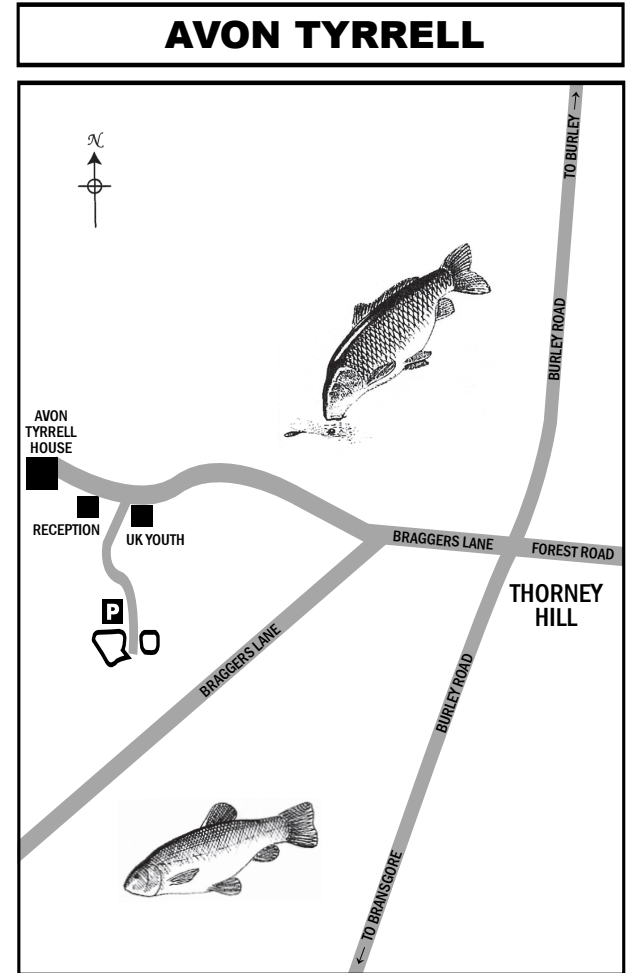 AVON TYRRELL
N
TO BURLEY →
BURLEY ROAD
AVON
TYRRELL
HOUSE
RECEPTION
UK YOUTH
BRAGGERS LANE
FOREST ROAD
THORNEY
HILL
P
BRAGGERS LANE
BURLEY ROAD
← TO BRANSGORE